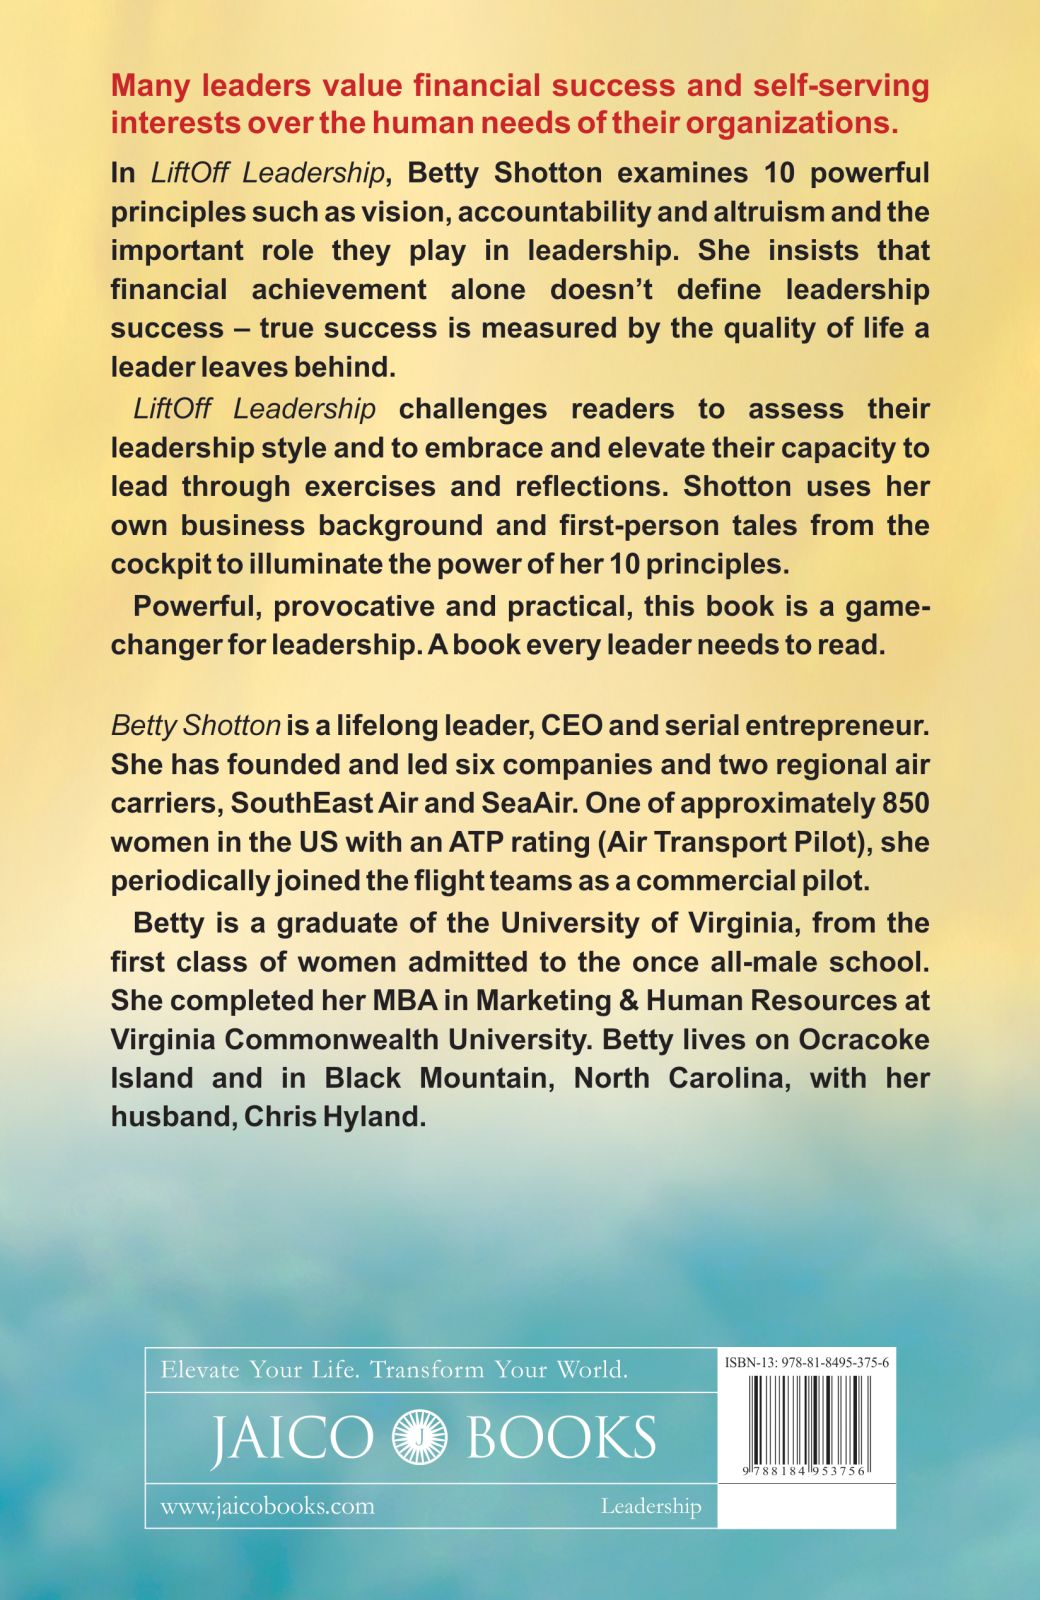 Many leaders value financial success and self-serving
interests over the human needs of their organizations.
In LiftOff Leadership, Betty Shotton examines 10 powerful
principles such as vision, accountability and altruism and the
important role they play in leadership. She insists that
financial achievement alone doesn’t define leadership
success – true success is measured by the quality of life a
leader leaves behind.
LiftOff Leadership challenges readers to assess their
leadership style and to embrace and elevate their capacity to
lead through exercises and reflections. Shotton uses her
own business background and first-person tales from the
cockpit to illuminate the power of her 10 principles.
Powerful, provocative and practical, this book is a game-
changer for leadership. A book every leader needs to read.
Betty Shotton is a lifelong leader, CEO and serial entrepreneur.
She has founded and led six companies and two regional air
carriers, SouthEast Air and SeaAir. One of approximately 850
women in the US with an ATP rating (Air Transport Pilot), she
periodically joined the flight teams as a commercial pilot.
Betty is a graduate of the University of Virginia, from the
first class of women admitted to the once all-male school.
She completed her MBA in Marketing & Human Resources at
Virginia Commonwealth University. Betty lives on Ocracoke
Island and in Black Mountain, North Carolina, with her
husband, Chris Hyland.
Elevate Your Life. Transform Your World.
JAICO J BOOKS
www.jaicobooks.com
Leadership
ISBN-13: 978-81-8495-375-6
9 788184 953756